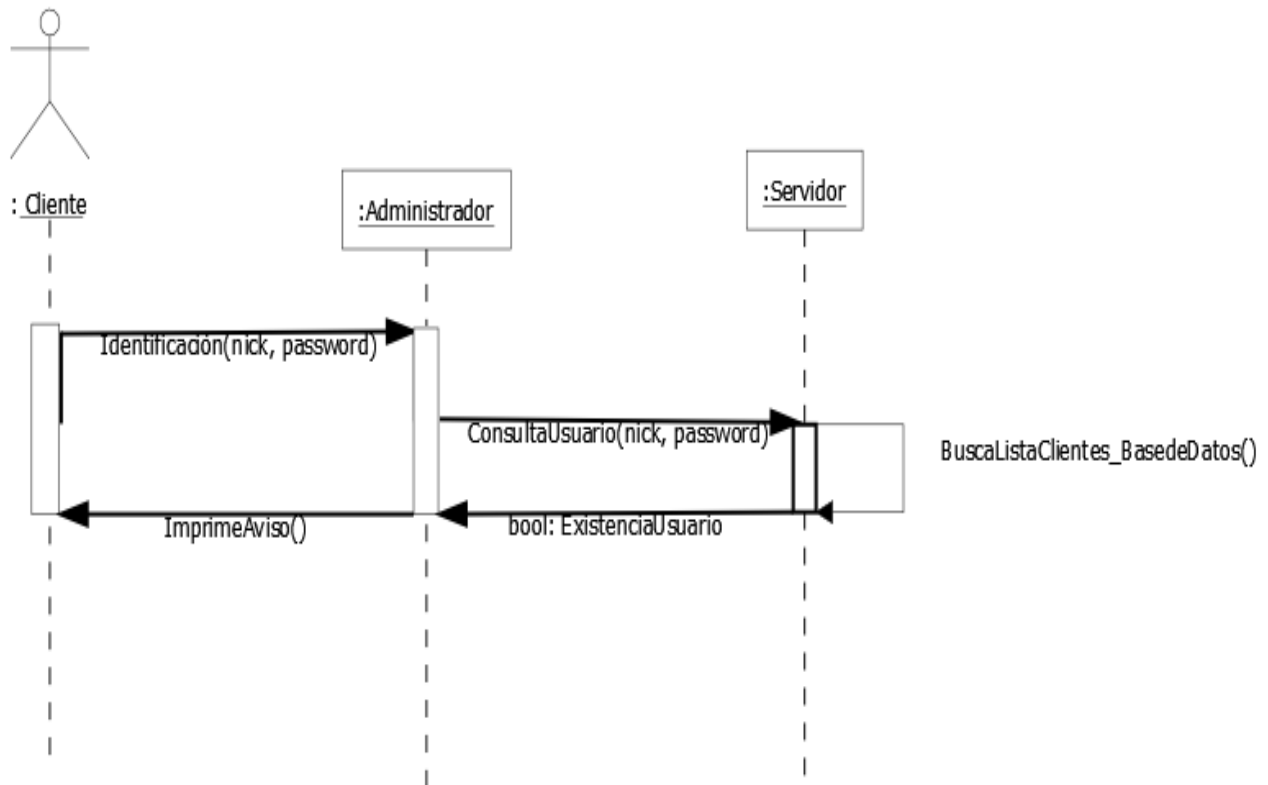 : Cliente
:Administrador
:Servidor
Identificación(nick, password)
ConsultaUsuario(nick, password)
BuscaListaClientes_BasedeDatos()
ImprimeAviso()
bool: ExistenciaUsuario